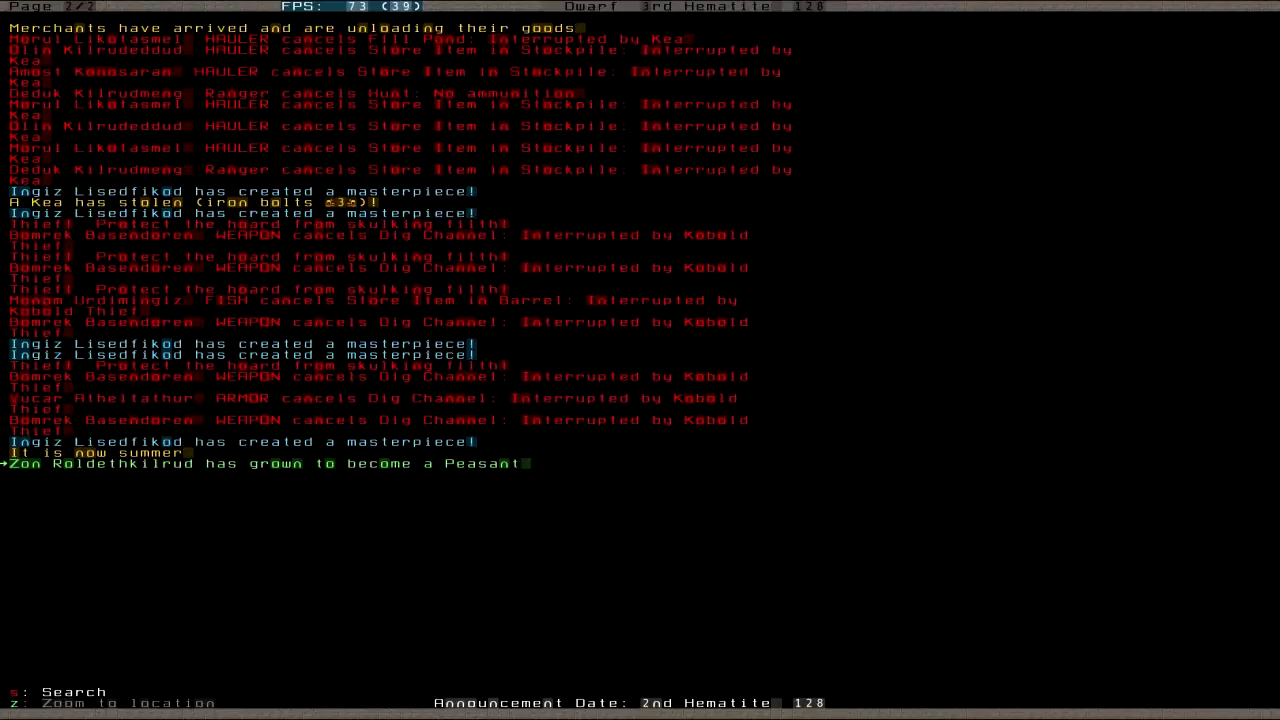 Page 2/2 FPS: 73 (39) Dwarf 3rd Hematite 128
Merchants have arrived and are unloading their goods.
Morul Likotasmel, HAULER cancels Fill Pond: Interrupted by Kea.
Olin Kilrudeddud, HAULER cancels Store Item in Stockpile: Interrupted by
Kea.
Amost Konosaran, HAULER cancels Store Item in Stockpile: Interrupted by
Kea.
Deduk Kilrudmeng, Ranger cancels Hunt: No ammunition.
Morul Likotasmel, HAULER cancels Store Item in Stockpile: Interrupted by
Kea.
Olin Kilrudeddud, HAULER cancels Store Item in Stockpile: Interrupted by
Kea.
Morul Likotasmel, HAULER cancels Store Item in Stockpile: Interrupted by
Kea.
Deduk Kilrudmeng, Ranger cancels Store Item in Stockpile: Interrupted by
Kea.
Ingiz Lisedfikod has created a masterpiece!
A Kea has stolen (iron bolts )!
Ingiz Lisedfikod has created a masterpiece!
Thief! Protect the hoard from skulking filth!
Bomrek Basendoren, WEAPON cancels Dig Channel: Interrupted by Kobold
Thief.
Thief! Protect the hoard from skulking filth!
Bomrek Basendoren, WEAPON cancels Dig Channel: Interrupted by Kobold
Thief.
Thief! Protect the hoard from skulking filth!
Monom Urdimingiz, FISH cancels Store Item in Barrel: Interrupted by
Kobold Thief.
Bomrek Basendoren, WEAPON cancels Dig Channel: Interrupted by Kobold
Thief.
Ingiz Lisedfikod has created a masterpiece!
Ingiz Lisedfikod has created a masterpiece!
Thief! Protect the hoard from skulking filth!
Bomrek Basendoren, WEAPON cancels Dig Channel: Interrupted by Kobold
Thief.
Vucar Atheltathur, ARMOR cancels Dig Channel: Interrupted by Kobold
Thief.
Bomrek Basendoren, WEAPON cancels Dig Channel: Interrupted by Kobold
Thief.
Ingiz Lisedfikod has created a masterpiece!
It is now summer.
→Zon Roldethkilrud has grown to become a Peasant.
s: Search
z: Zoom to location Announcement Date: 2nd Hematite, 128